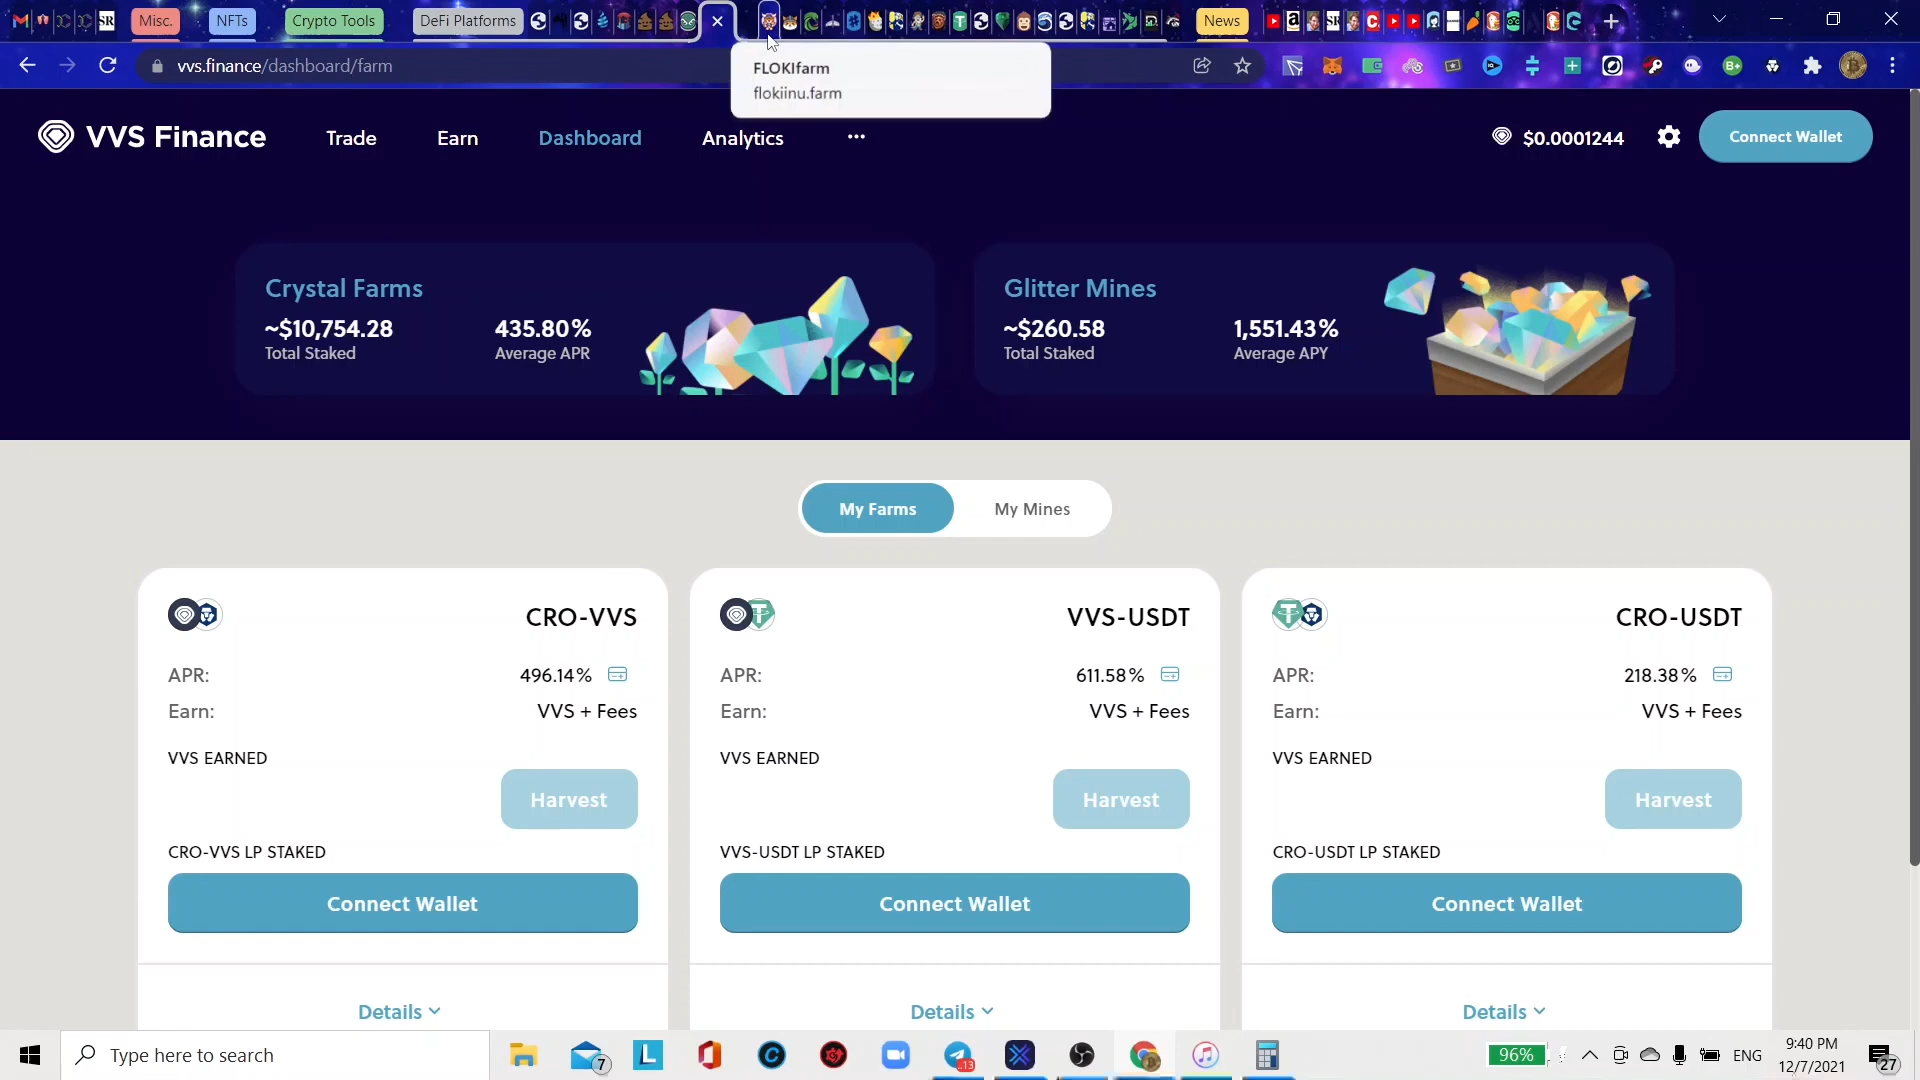 Misc.
NFTs
Crypto Tools
DeFi Platforms
News
vvs.finance/dashboard/farm
FLOKIfarm
flokiinu.farm
VVS Finance
Trade
Earn
Dashboard
Analytics
$0.0001244
Connect Wallet
Crystal Farms
~$10,754.28
435.80%
Total Staked
Average APR
Glitter Mines
~$260.58
1,551.43%
Total Staked
Average APY
My Farms
My Mines
CRO-VVS
APR:
496.14%
Earn:
VVS + Fees
VVS EARNED
Harvest
CRO-VVS LP STAKED
Connect Wallet
Details
VVS-USDT
APR:
611.58%
Earn:
VVS + Fees
VVS EARNED
Harvest
VVS-USDT LP STAKED
Connect Wallet
Details
CRO-USDT
APR:
218.38%
Earn:
VVS + Fees
VVS EARNED
Harvest
CRO-USDT LP STAKED
Connect Wallet
Details
Type here to search
7
96%
ENG
9:40 PM
12/7/2021
27